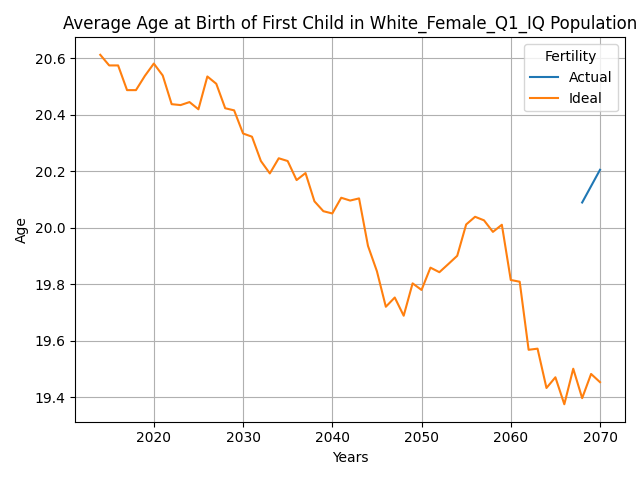 Average Age at Birth of First Child in White_Female_Q1_IQ Population
Fertility
Actual
Ideal
20.6
20.4
20.2
20.0
19.8
19.6
19.4
Age
2020
2030
2040
2050
2060
2070
Years